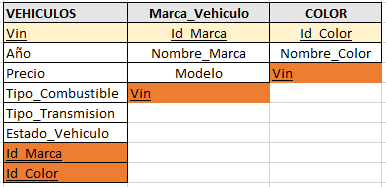 VEHICULOS Marca_Vehiculo COLOR
Vin Id_Marca Id_Color
Año Nombre_Marca Nombre_Color
Precio Modelo Vin
Tipo_Combustible Vin
Tipo_Transmision
Estado_Vehiculo
Id_Marca
Id_Color